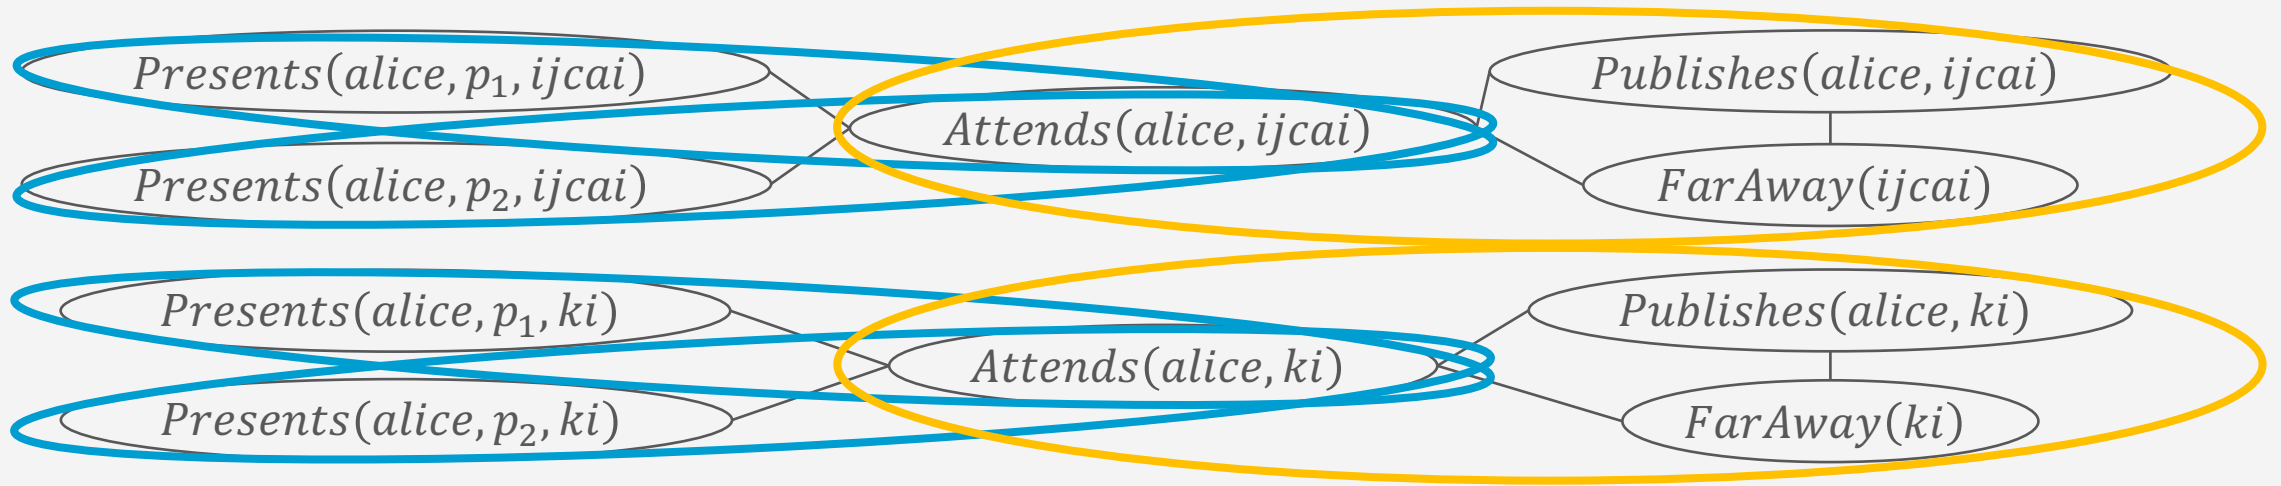 Presents(alice, p₁, ijcai)
Publishes(alice, ijcai)
Attends(alice, ijcai)
Presents(alice, p₂, ijcai)
FarAway(ijcai)
Presents(alice, p₁, ki)
Publishes(alice, ki)
Attends(alice, ki)
Presents(alice, p₂, ki)
FarAway(ki)